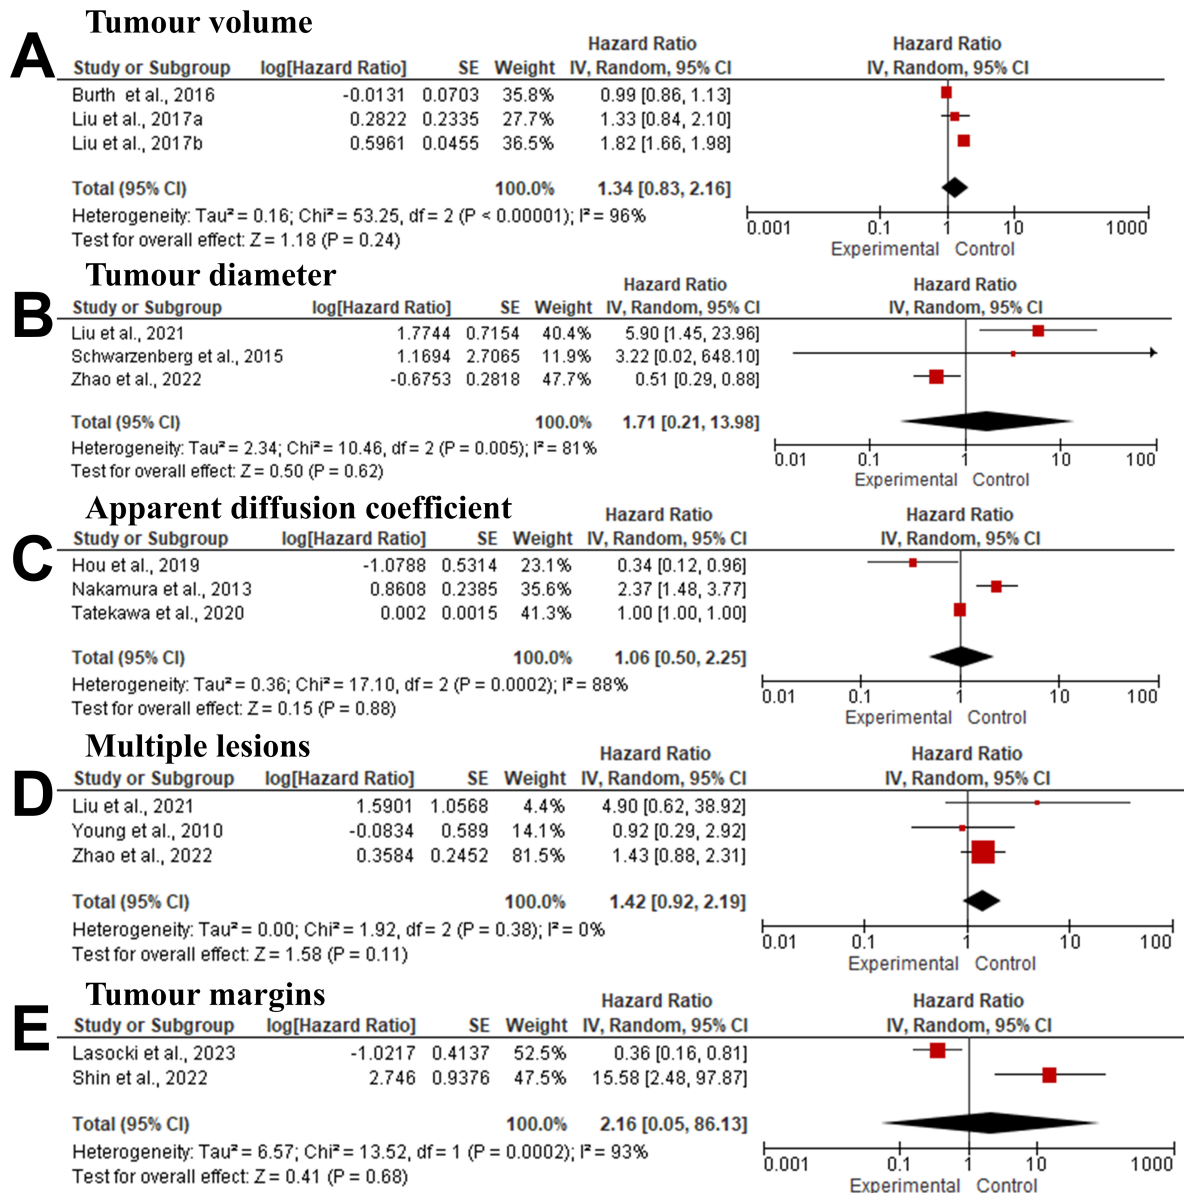 A
Tumour volume
Hazard Ratio Hazard Ratio
Study or Subgroup log[Hazard Ratio] SE Weight IV, Random, 95% CI IV, Random, 95% CI
Burth et al., 2016 -0.0131 0.0703 35.8% 0.99 [0.86, 1.13]
Liu et al., 2017a 0.2822 0.2335 27.7% 1.33 [0.84, 2.10]
Liu et al., 2017b 0.5961 0.0455 36.5% 1.82 [1.66, 1.98]
Total (95% CI) 100.0% 1.34 [0.83, 2.16]
Heterogeneity: Tau² = 0.16; Chi² = 53.25, df = 2 (P < 0.00001); I² = 96%
Test for overall effect: Z = 1.18 (P = 0.24)
0.001 0.1 1 10 1000
Experimental Control
B
Tumour diameter
Hazard Ratio Hazard Ratio
Study or Subgroup log[Hazard Ratio] SE Weight IV, Random, 95% CI IV, Random, 95% CI
Liu et al., 2021 1.7744 0.7154 40.4% 5.90 [1.45, 23.96]
Schwarzenberg et al., 2015 1.1694 2.7065 11.9% 3.22 [0.02, 648.10]
Zhao et al., 2022 -0.6753 0.2818 47.7% 0.51 [0.29, 0.88]
Total (95% CI) 100.0% 1.71 [0.21, 13.98]
Heterogeneity: Tau² = 2.34; Chi² = 10.46, df = 2 (P = 0.005); I² = 81%
Test for overall effect: Z = 0.50 (P = 0.62)
0.01 0.1 1 10 100
Experimental Control
C
Apparent diffusion coefficient
Hazard Ratio Hazard Ratio
Study or Subgroup log[Hazard Ratio] SE Weight IV, Random, 95% CI IV, Random, 95% CI
Hou et al., 2019 -1.0788 0.5314 23.1% 0.34 [0.12, 0.96]
Nakamura et al., 2013 0.8608 0.2385 35.6% 2.37 [1.48, 3.77]
Tatekawa et al., 2020 0.002 0.0015 41.3% 1.00 [1.00, 1.00]
Total (95% CI) 100.0% 1.06 [0.50, 2.25]
Heterogeneity: Tau² = 0.36; Chi² = 17.10, df = 2 (P = 0.0002); I² = 88%
Test for overall effect: Z = 0.15 (P = 0.88)
0.01 0.1 1 10 100
Experimental Control
D
Multiple lesions
Hazard Ratio Hazard Ratio
Study or Subgroup log[Hazard Ratio] SE Weight IV, Random, 95% CI IV, Random, 95% CI
Liu et al., 2021 1.5901 1.0568 4.4% 4.90 [0.62, 38.92]
Young et al., 2010 -0.0834 0.589 14.1% 0.92 [0.29, 2.92]
Zhao et al., 2022 0.3584 0.2452 81.5% 1.43 [0.88, 2.31]
Total (95% CI) 100.0% 1.42 [0.92, 2.19]
Heterogeneity: Tau² = 0.00; Chi² = 1.92, df = 2 (P = 0.38); I² = 0%
Test for overall effect: Z = 1.58 (P = 0.11)
0.01 0.1 1 10 100
Experimental Control
E
Tumour margins
Hazard Ratio Hazard Ratio
Study or Subgroup log[Hazard Ratio] SE Weight IV, Random, 95% CI IV, Random, 95% CI
Lasocki et al., 2023 -1.0217 0.4137 52.5% 0.36 [0.16, 0.81]
Shin et al., 2022 2.746 0.9376 47.5% 15.58 [2.48, 97.87]
Total (95% CI) 100.0% 2.16 [0.05, 86.13]
Heterogeneity: Tau² = 6.57; Chi² = 13.52, df = 1 (P = 0.0002); I² = 93%
Test for overall effect: Z = 0.41 (P = 0.68)
0.001 0.1 1 10 1000
Experimental Control